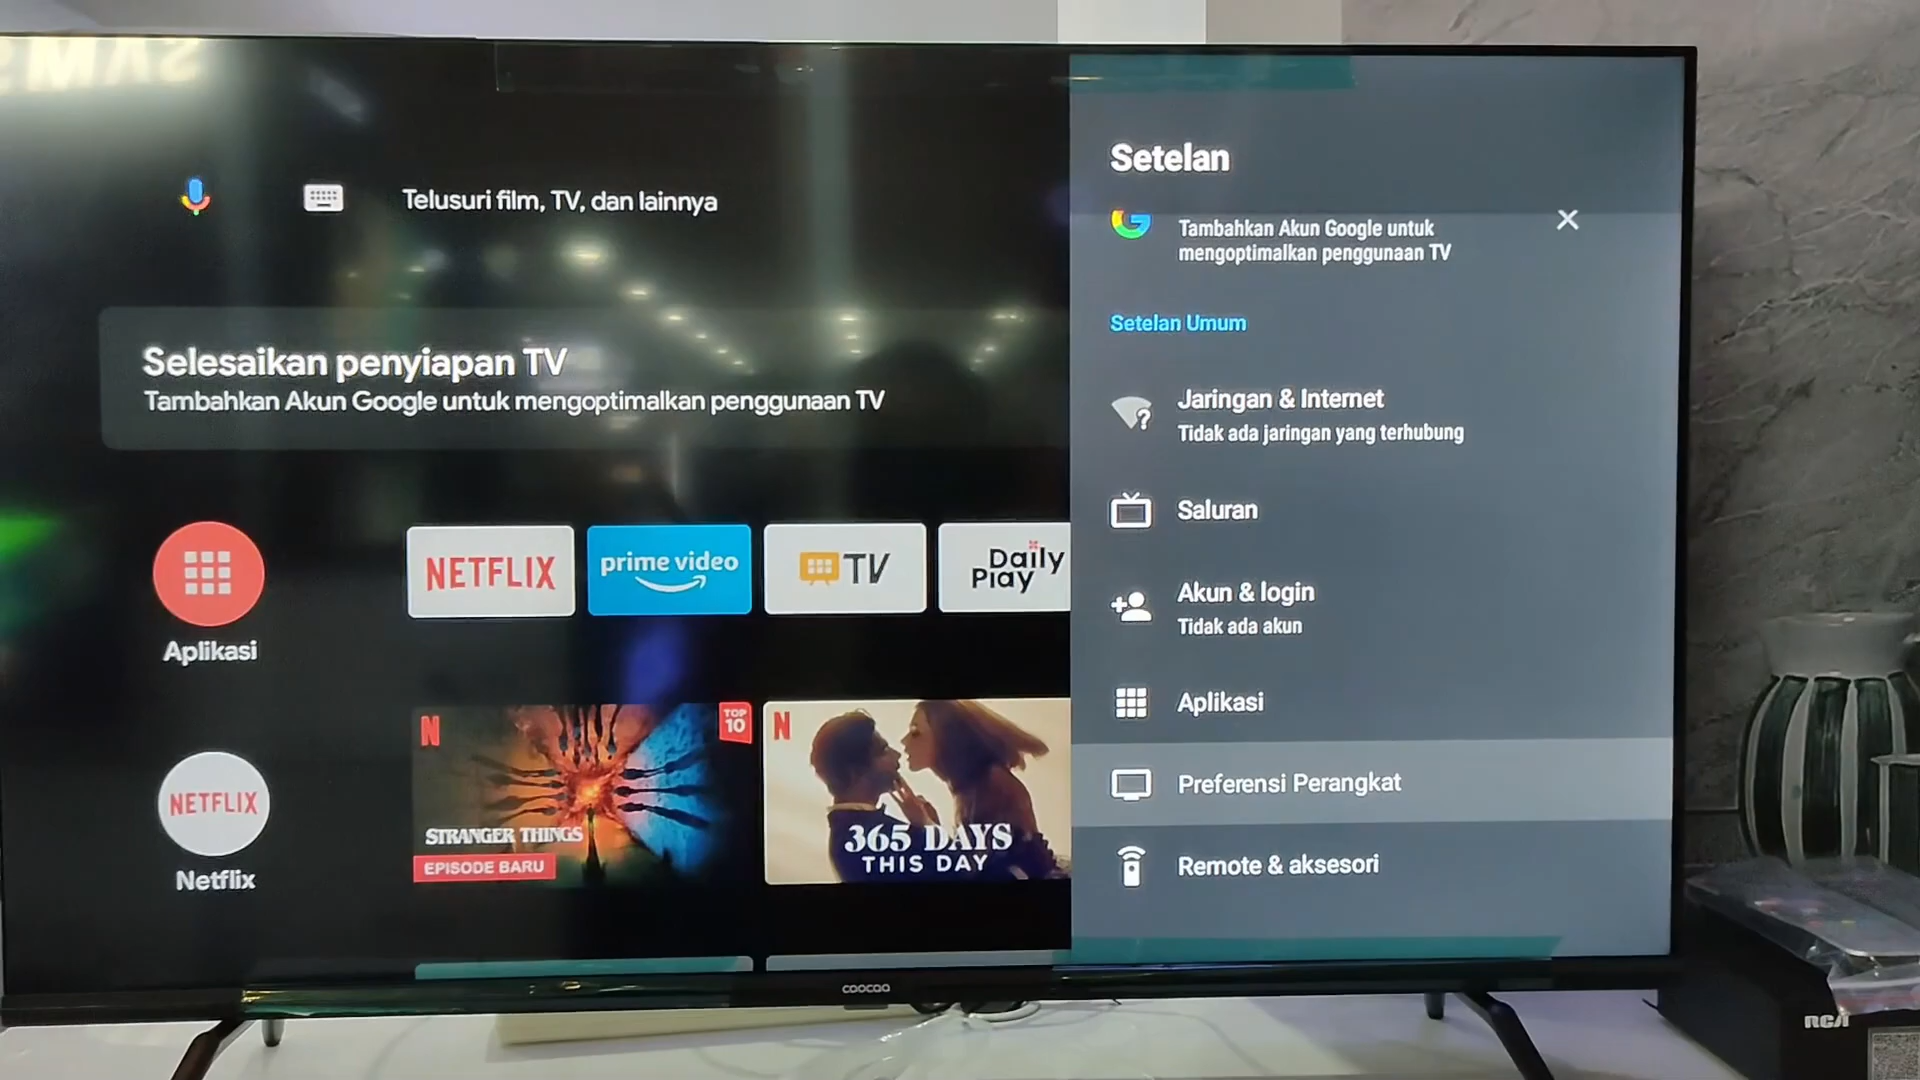 SAMS
Telusuri film, TV, dan lainnya
Selesaikan penyiapan TV
Tambahkan Akun Google untuk mengoptimalkan penggunaan TV
Aplikasi
NETFLIX
prime video
TV
Daily
Play
NETFLIX
Netflix
N
TOP
10
STRANGER THINGS
EPISODE BARU
N
365 DAYS
THIS DAY
Setelan
G
Tambahkan Akun Google untuk
mengoptimalkan penggunaan TV
Setelan Umum
Jaringan & Internet
Tidak ada jaringan yang terhubung
Saluran
Akun & login
Tidak ada akun
Aplikasi
Preferensi Perangkat
Remote & aksesori
coocaa
RCA